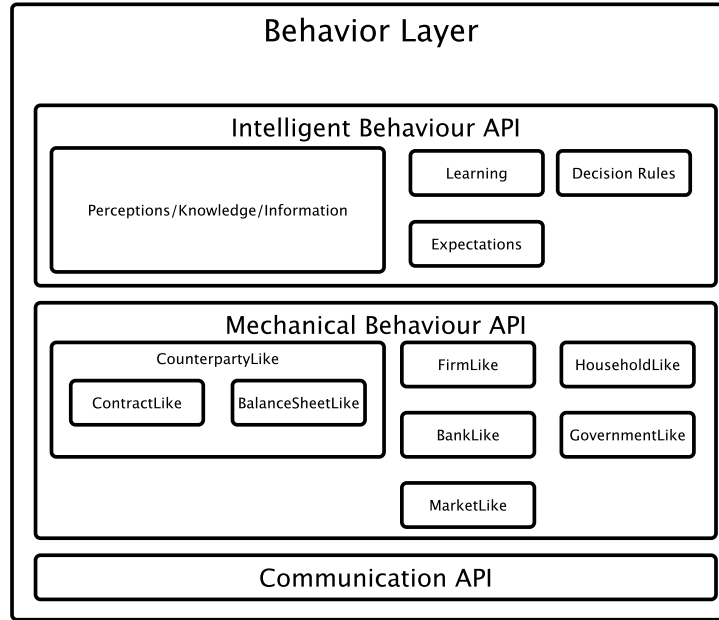 Behavior Layer
Intelligent Behaviour API
Perceptions/Knowledge/Information
Learning
Decision Rules
Expectations
Mechanical Behaviour API
CounterpartyLike
ContractLike
BalanceSheetLike
FirmLike
HouseholdLike
BankLike
GovernmentLike
MarketLike
Communication API